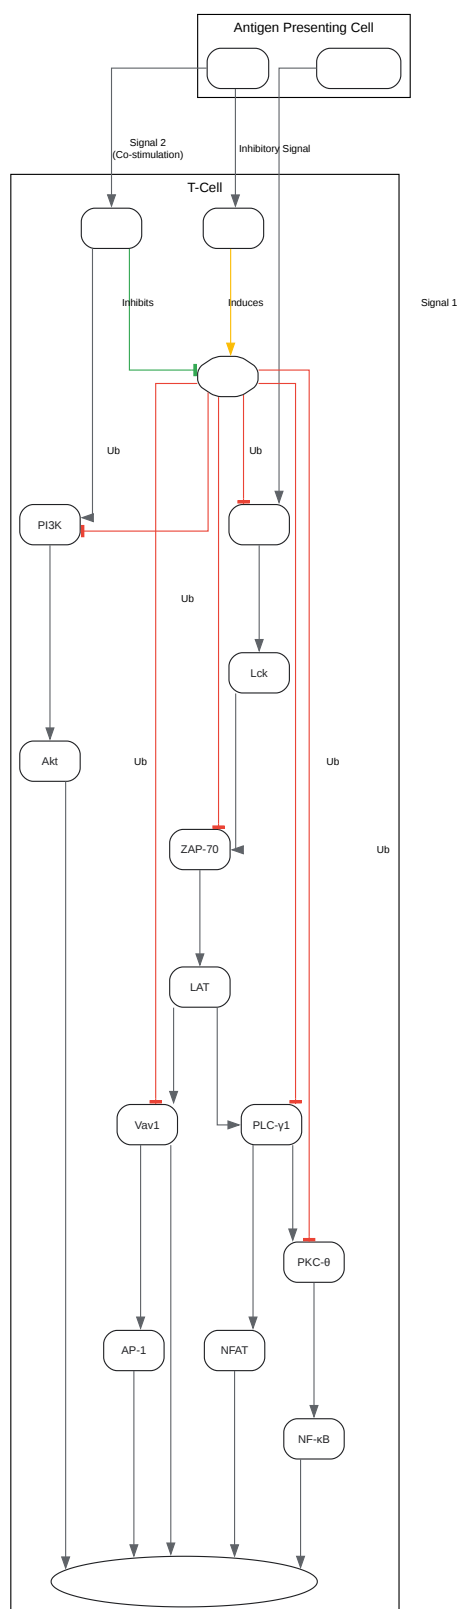 Antigen Presenting Cell
Signal 2
(Co-stimulation)
Inhibitory Signal
T-Cell
Inhibits
Induces
Signal 1
Ub
Ub
PI3K
Ub
Lck
Akt
Ub
Ub
ZAP-70
Ub
LAT
Vav1
PLC-γ1
PKC-θ
AP-1
NFAT
NF-κB